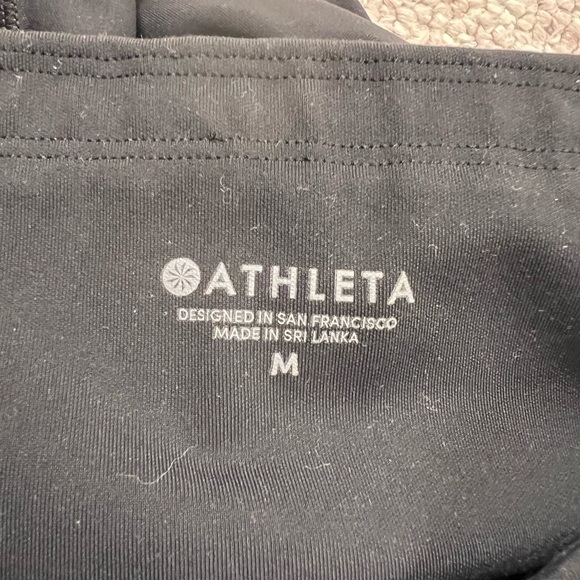 ATHLETA
DESIGNED IN SAN FRANCISCO
MADE IN SRI LANKA
M